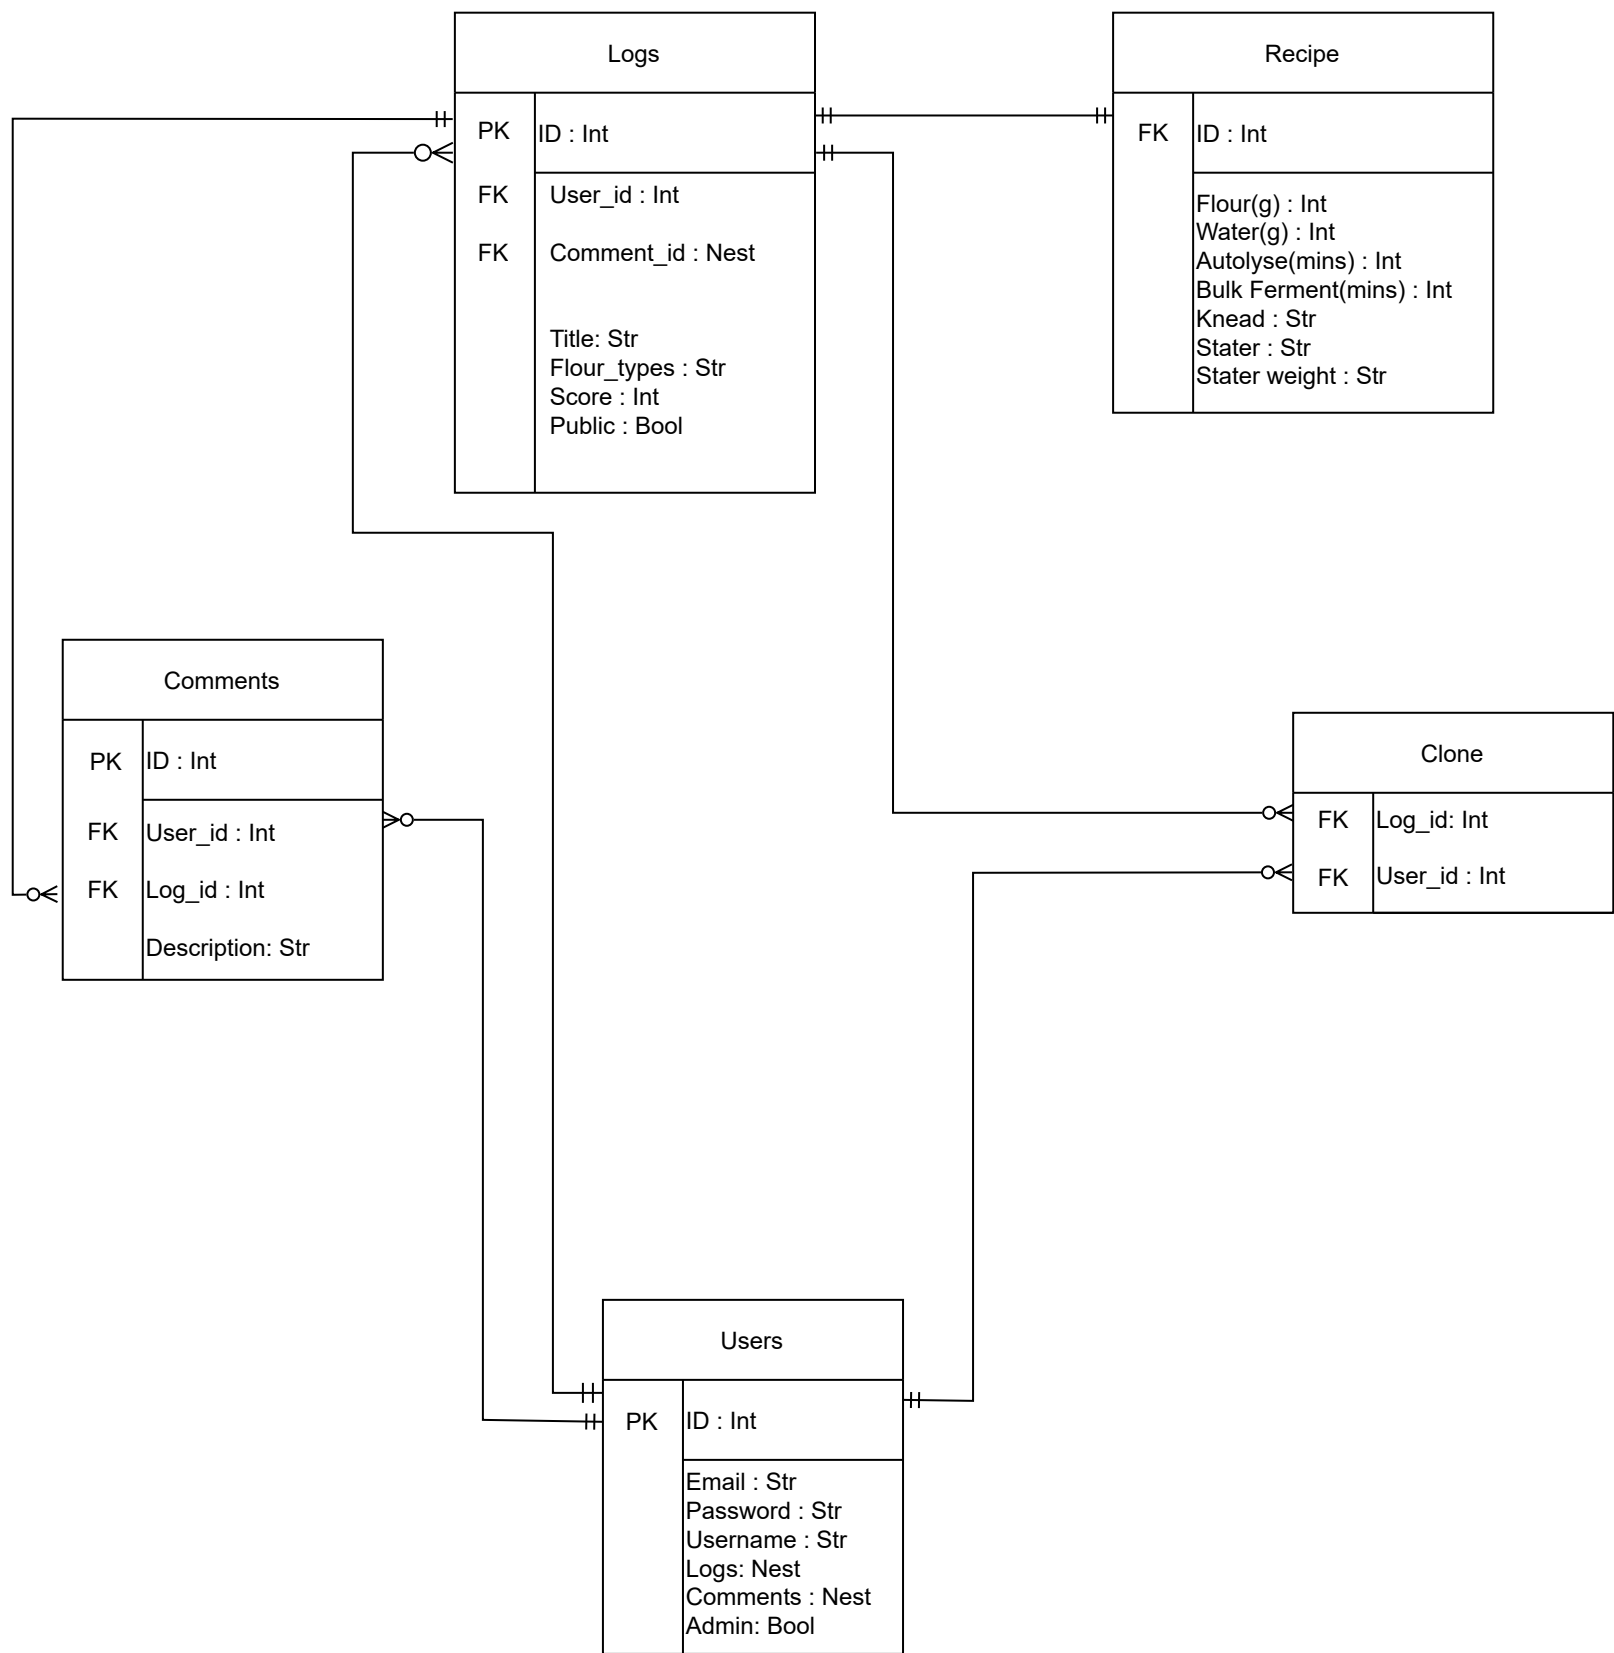 Logs
PK ID : Int
FK User_id : Int
FK Comment_id : Nest
Title: Str
Flour_types : Str
Score : Int
Public : Bool
Recipe
FK ID : Int
Flour(g) : Int
Water(g) : Int
Autolyse(mins) : Int
Bulk Ferment(mins) : Int
Knead : Str
Stater : Str
Stater weight : Str
Comments
PK ID : Int
FK User_id : Int
FK Log_id : Int
Description: Str
Clone
FK Log_id: Int
FK User_id : Int
Users
PK ID : Int
Email : Str
Password : Str
Username : Str
Logs: Nest
Comments : Nest
Admin: Bool